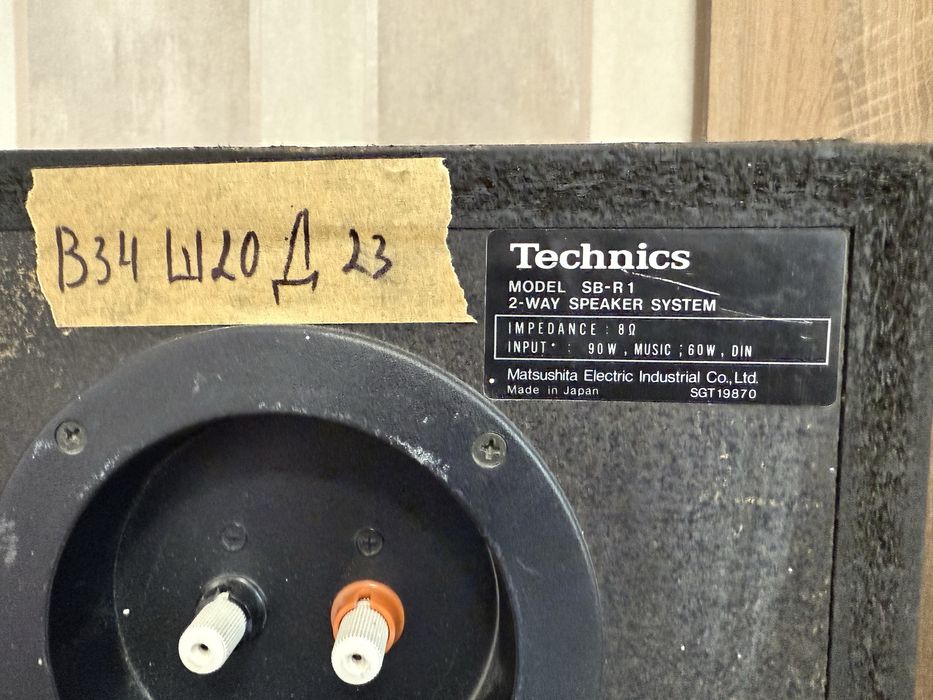 В34 Ш20 Д 23
Technics
MODEL SB-R1
2-WAY SPEAKER SYSTEM
IMPEDANCE : 8Ω
INPUT* : 90W, MUSIC ; 60W, DIN
Matsushita Electric Industrial Co., Ltd.
Made in Japan SGT19870